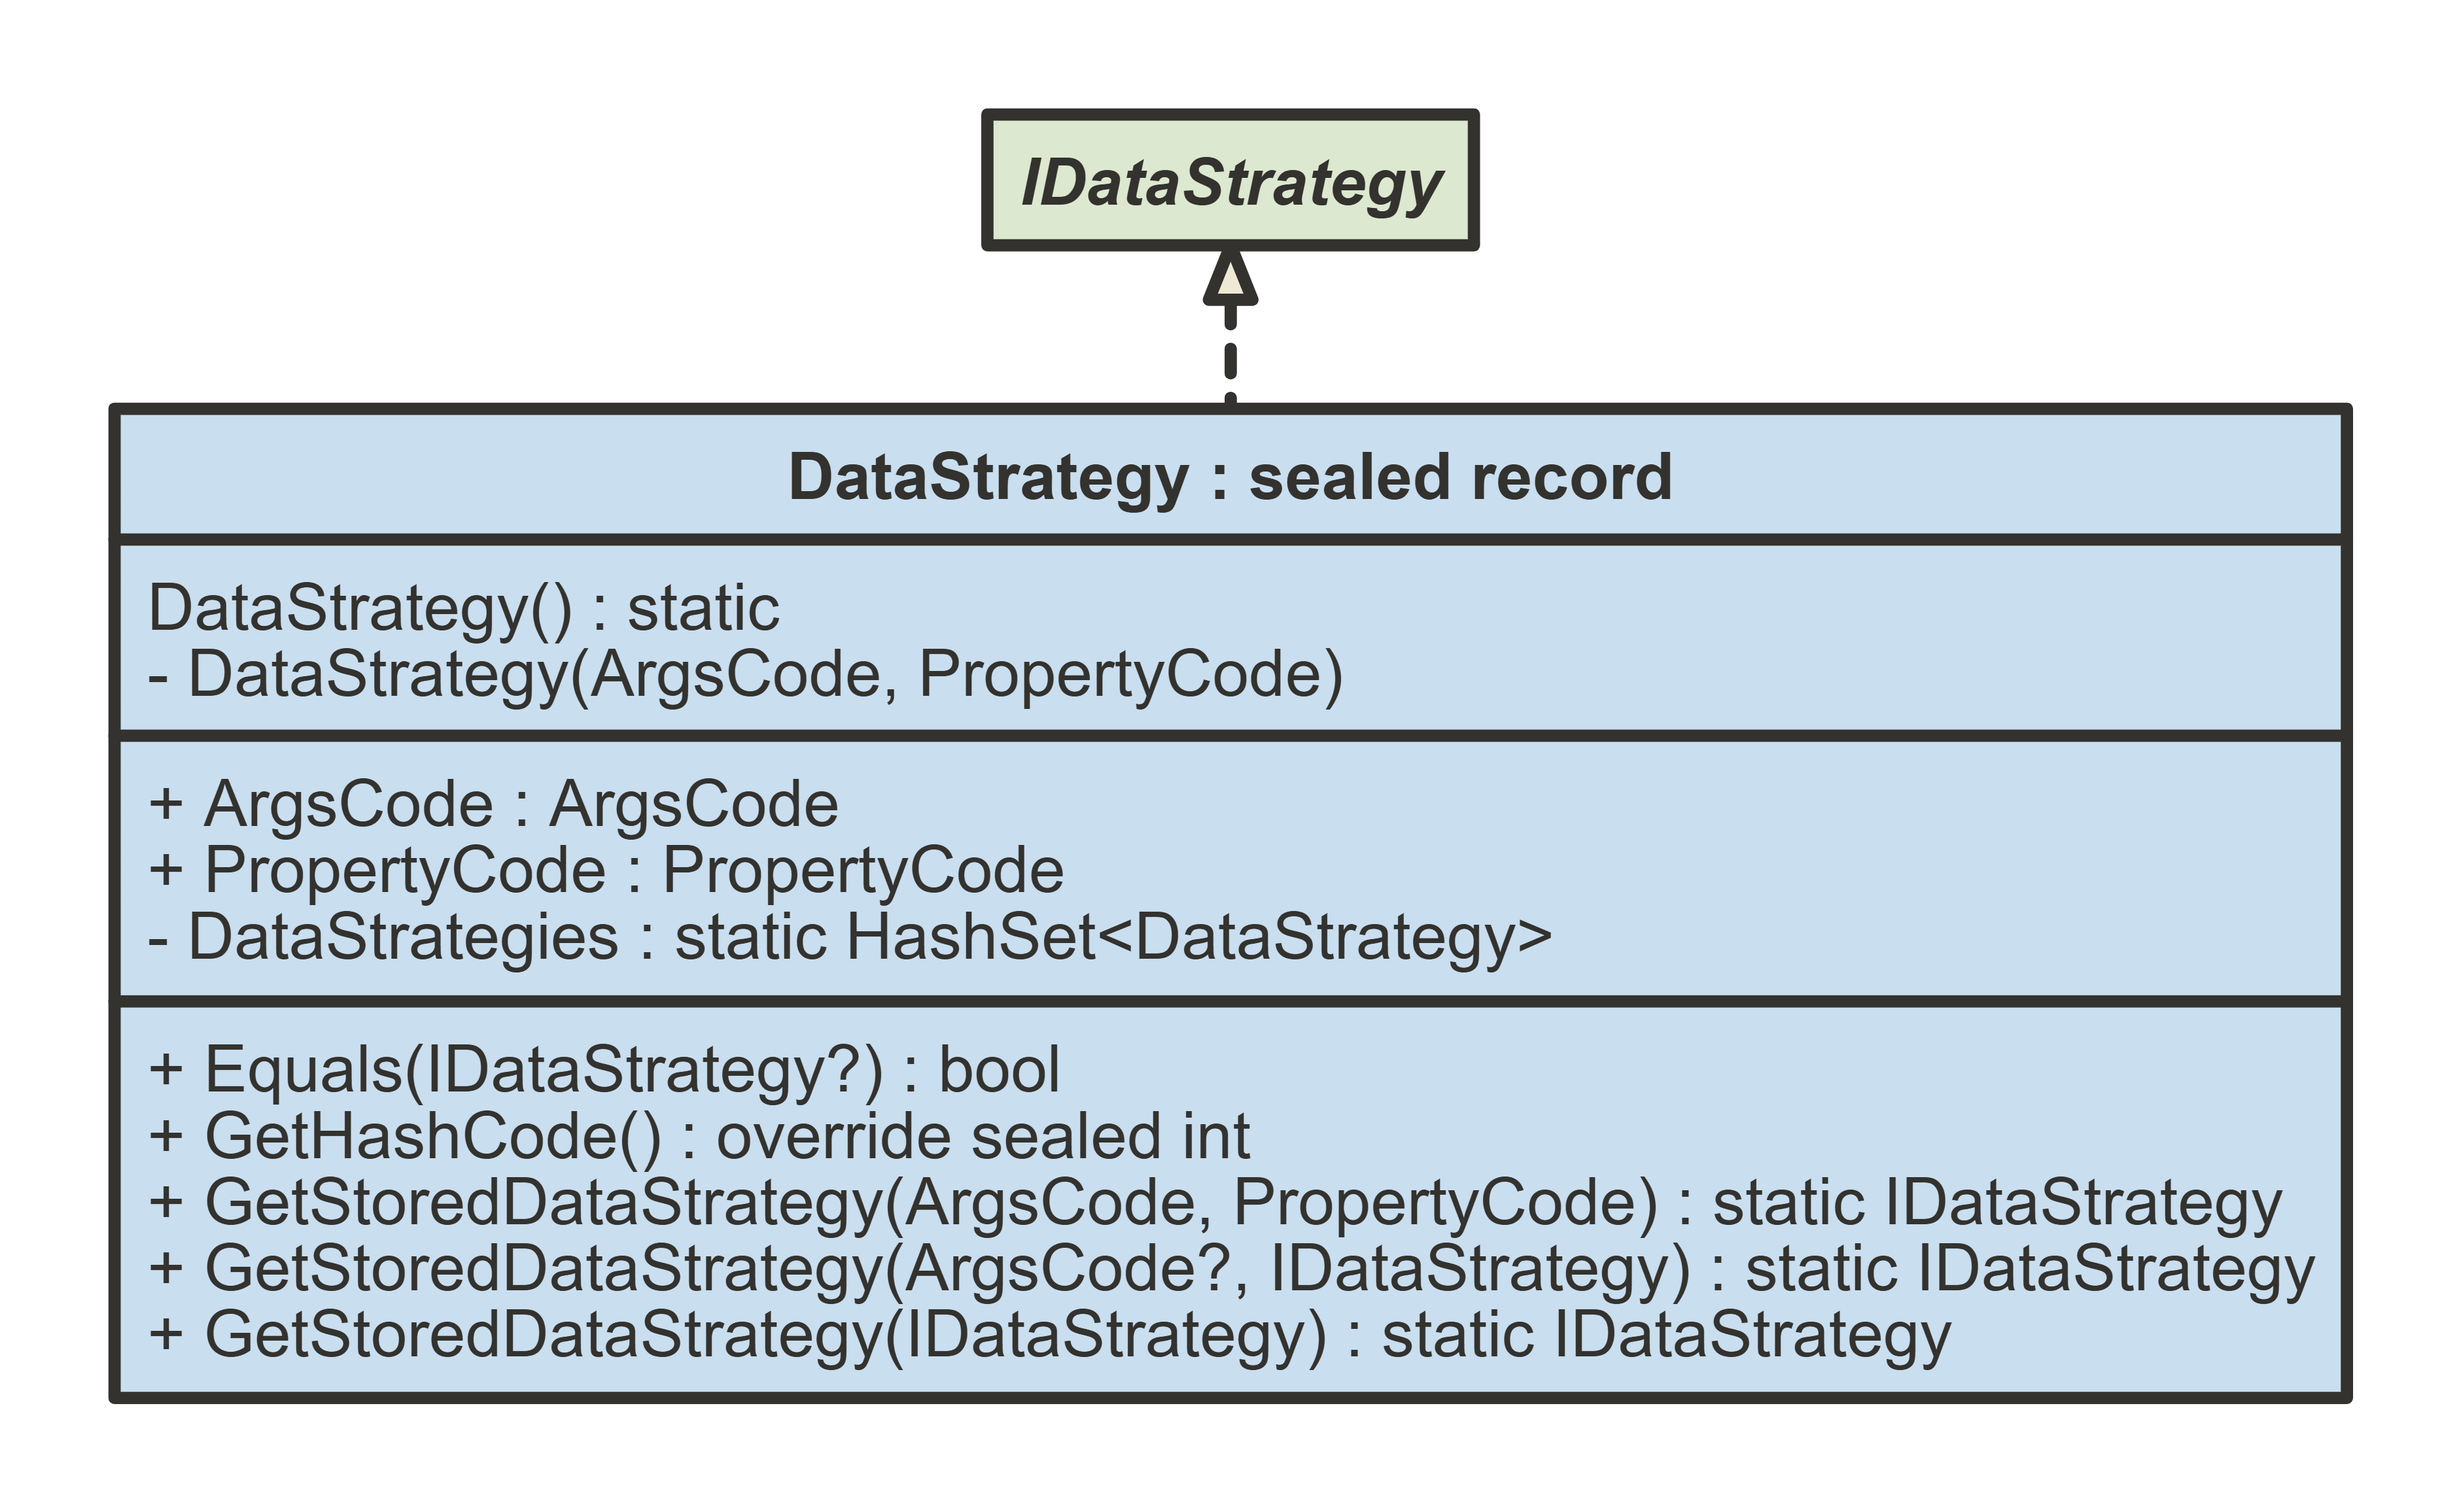 IDataStrategy
DataStrategy : sealed record
DataStrategy() : static
- DataStrategy(ArgsCode, PropertyCode)
+ ArgsCode : ArgsCode
+ PropertyCode : PropertyCode
- DataStrategies : static HashSet<DataStrategy>
+ Equals(IDataStrategy?) : bool
+ GetHashCode() : override sealed int
+ GetStoredDataStrategy(ArgsCode, PropertyCode) : static IDataStrategy
+ GetStoredDataStrategy(ArgsCode?, IDataStrategy) : static IDataStrategy
+ GetStoredDataStrategy(IDataStrategy) : static IDataStrategy